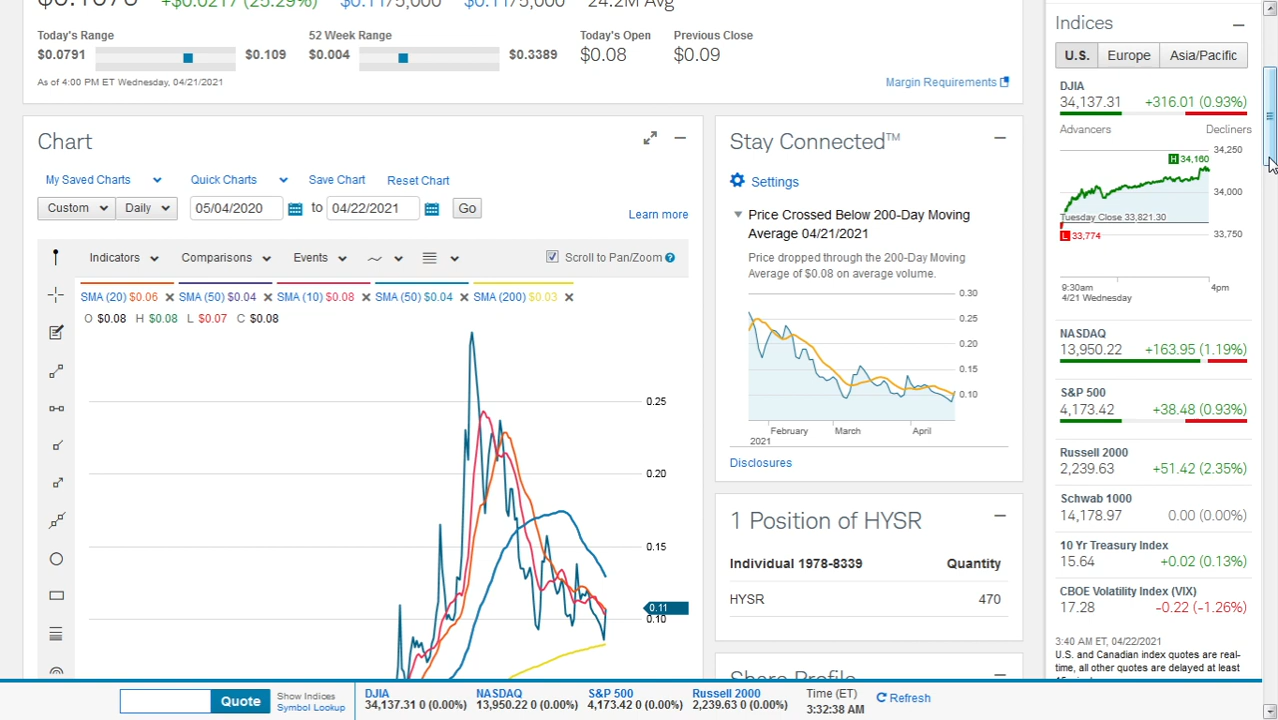 +$0.0217 (25.29%)
$0.11/75,000
$0.11/75,000
24.2M Avg
Today's Range
$0.0791
$0.109
52 Week Range
$0.004
$0.3389
Today's Open
$0.08
Previous Close
$0.09
As of 4:00 PM ET Wednesday, 04/21/2021
Margin Requirements
Chart
My Saved Charts
Quick Charts
Save Chart
Reset Chart
Custom
Daily
05/04/2020
to
04/22/2021
Go
Learn more
Indicators
Comparisons
Events
Scroll to Pan/Zoom
SMA (20) $0.06 SMA (50) $0.04 SMA (10) $0.08 SMA (50) $0.04 SMA (200) $0.03
O $0.08 H $0.08 L $0.07 C $0.08
0.25
0.20
0.15
0.11
0.10
Stay Connected™
Settings
Price Crossed Below 200-Day Moving
Average 04/21/2021
Price dropped through the 200-Day Moving
Average of $0.08 on average volume.
0.30
0.25
0.20
0.15
0.10
February
March
April
2021
Disclosures
1 Position of HYSR
Individual 1978-8339
Quantity
HYSR
470
Share Profile
Indices
U.S.
Europe
Asia/Pacific
DJIA
34,137.31
+316.01 (0.93%)
Advancers
Decliners
34,250
H 34,160
34,000
Tuesday Close 33,821.30
L 33,774
33,750
9:30am
4pm
4/21 Wednesday
NASDAQ
13,950.22
+163.95 (1.19%)
S&P 500
4,173.42
+38.48 (0.93%)
Russell 2000
2,239.63
+51.42 (2.35%)
Schwab 1000
14,178.97
0.00 (0.00%)
10 Yr Treasury Index
15.64
+0.02 (0.13%)
CBOE Volatility Index (VIX)
17.28
-0.22 (-1.26%)
3:40 AM ET, 04/22/2021
U.S. and Canadian index quotes are real-
time, all other quotes are delayed at least
Quote
Show Indices
Symbol Lookup
DJIA
34,137.31 0 (0.00%)
NASDAQ
13,950.22 0 (0.00%)
S&P 500
4,173.42 0 (0.00%)
Russell 2000
2,239.63 0 (0.00%)
Time (ET)
3:32:38 AM
Refresh